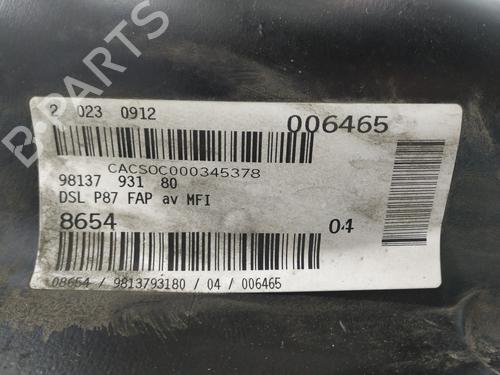 B-PARTS
2 023 0912
006465
CACSOC000345378
98137 931 80
DSL P87 FAP av MFI
8654
04
08654 / 9813793180 / 04 / 006465